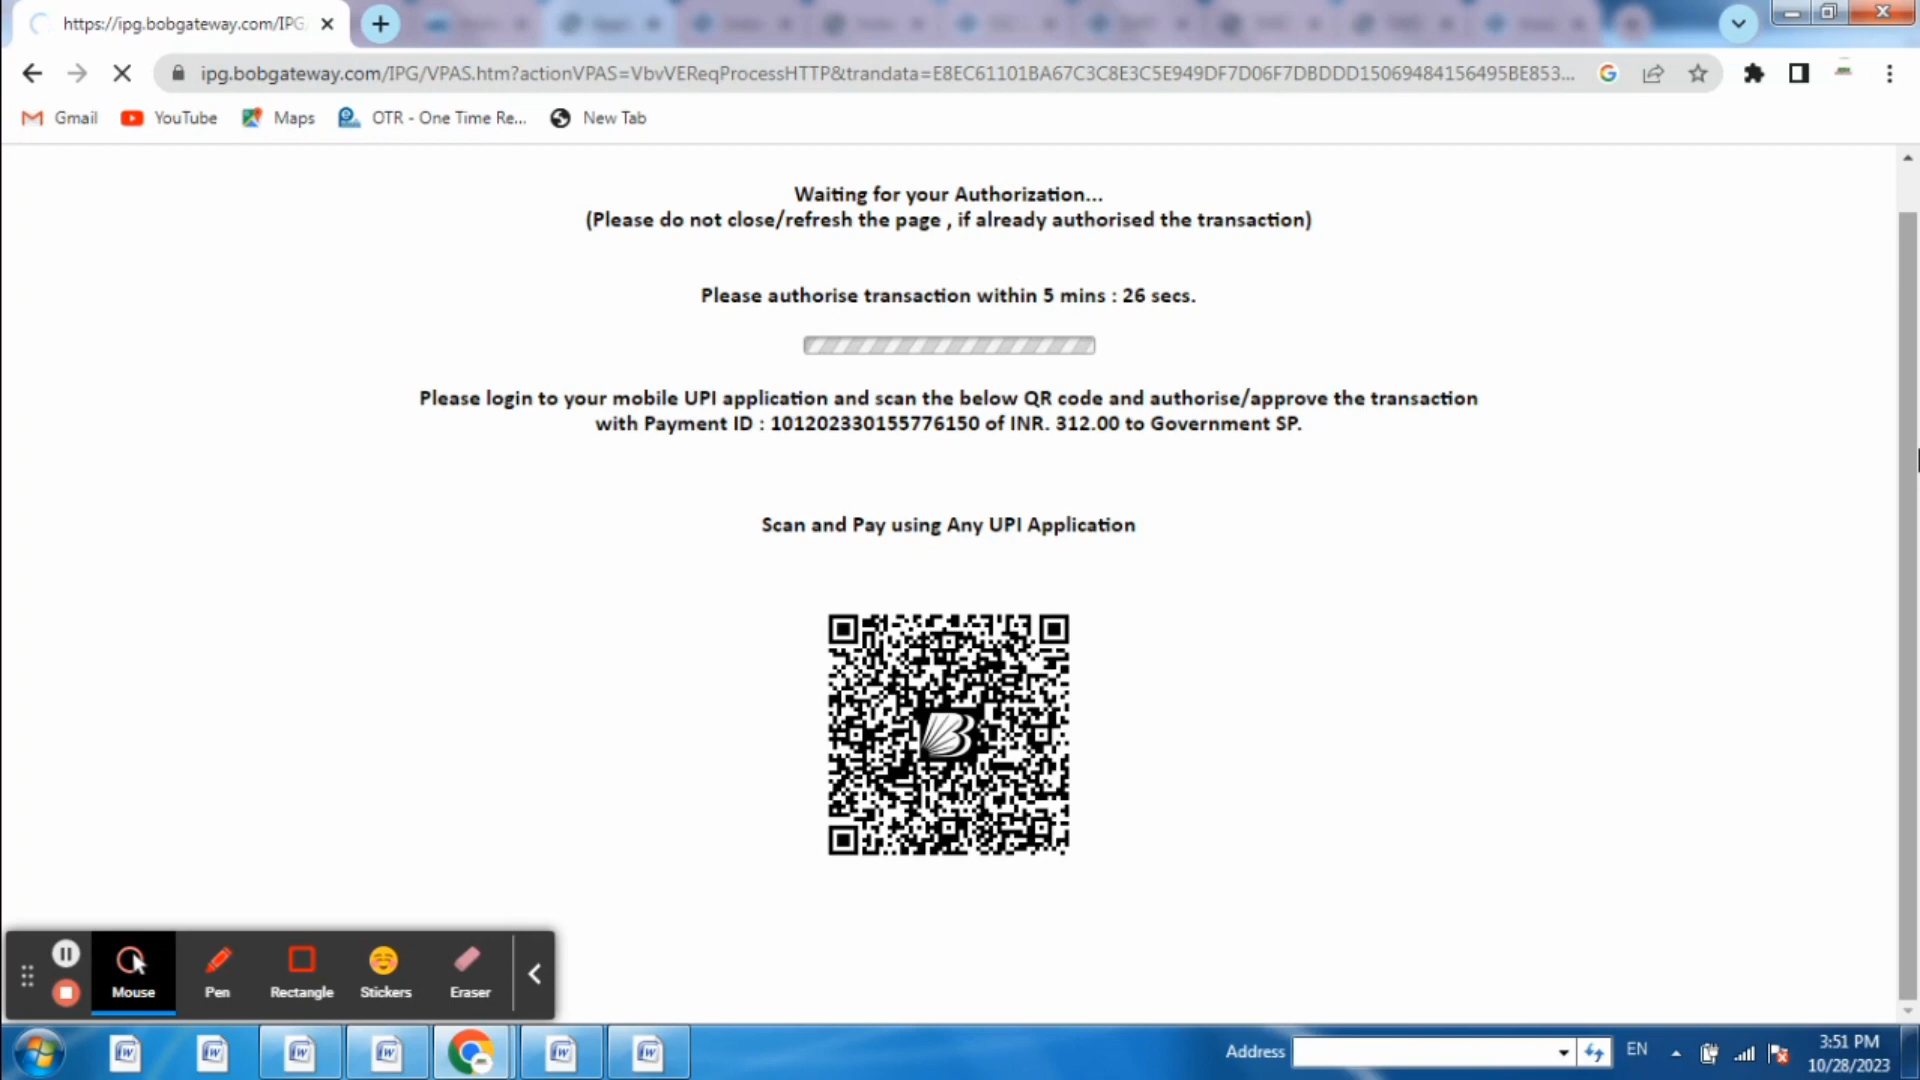 https://ipg.bobgateway.com/IPG
ipg.bobgateway.com/IPG/VPAS.htm?actionVPAS=VbvVEReqProcessHTTP&trandata=E8EC61101BA67C3C8E3C5E949DF7D06F7DBDDD15069484156495BE853...
Gmail YouTube Maps OTR - One Time Re... New Tab
Waiting for your Authorization...
(Please do not close/refresh the page , if already authorised the transaction)
Please authorise transaction within 5 mins : 26 secs.
Please login to your mobile UPI application and scan the below QR code and authorise/approve the transaction
with Payment ID : 101202330155776150 of INR. 312.00 to Government SP.
Scan and Pay using Any UPI Application
Mouse Pen Rectangle Stickers Eraser
Address EN 3:51 PM
10/28/2023